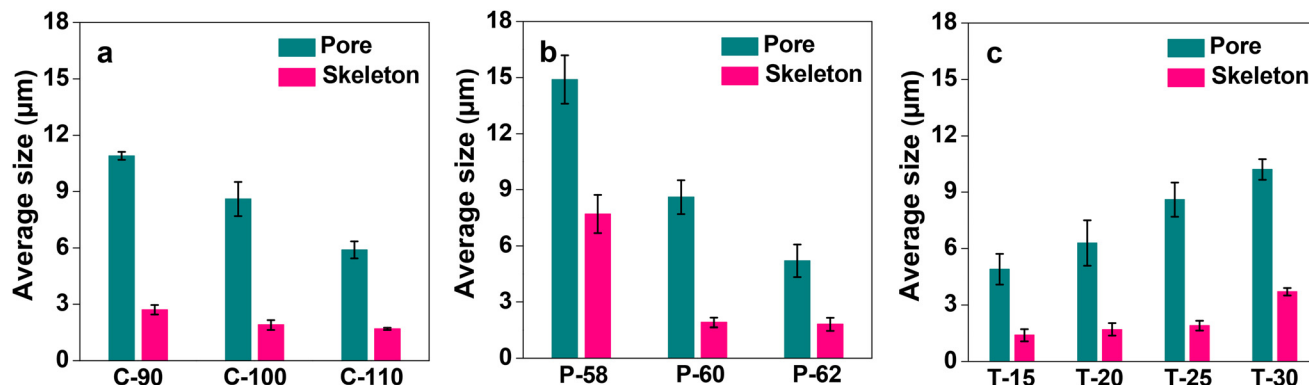 a
Pore
Skeleton
Average size (μm)
18
15
12
9
6
3
0
C-90 C-100 C-110
b
Pore
Skeleton
Average size (μm)
18
15
12
9
6
3
0
P-58 P-60 P-62
c
Pore
Skeleton
Average size (μm)
18
15
12
9
6
3
0
T-15 T-20 T-25 T-30